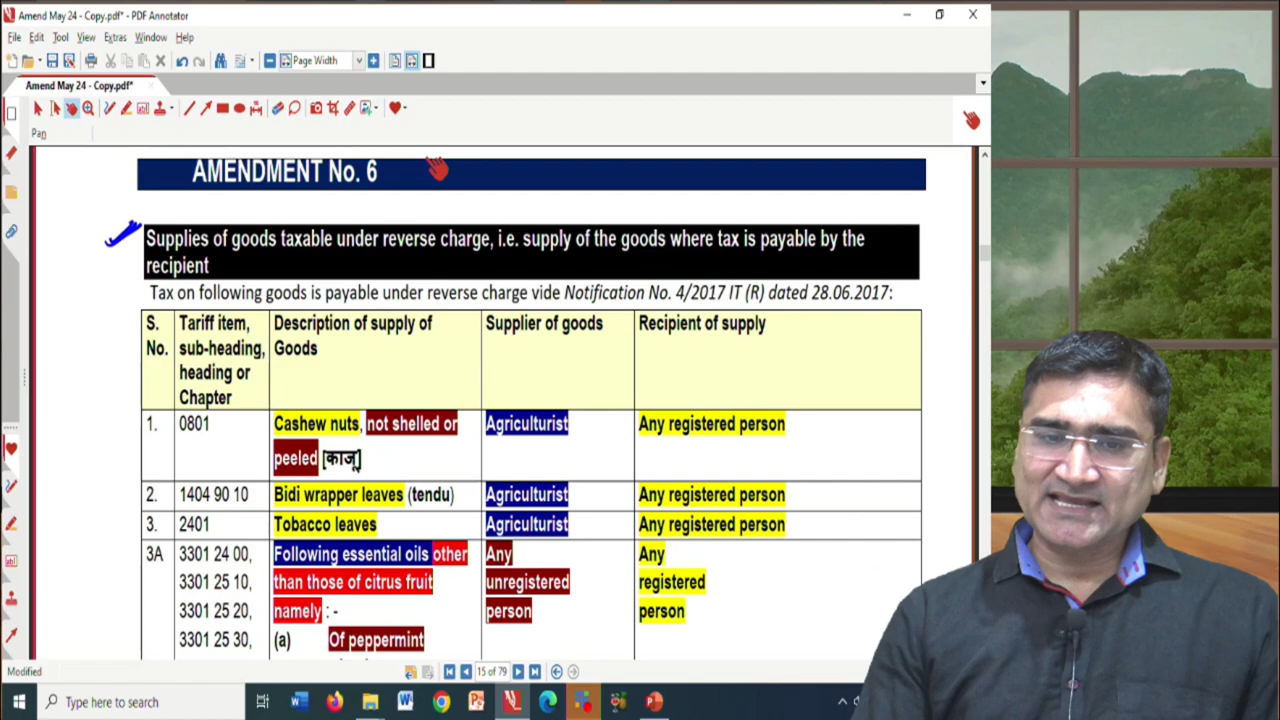 Amend May 24 - Copy.pdf* - PDF Annotator
File Edit Tool View Extras Window Help
Page Width
Amend May 24 - Copy.pdf*
Pan
AMENDMENT No. 6
Supplies of goods taxable under reverse charge, i.e. supply of the goods where tax is payable by the
recipient
Tax on following goods is payable under reverse charge vide Notification No. 4/2017 IT (R) dated 28.06.2017:
S. No. Tariff item, sub-heading, heading or Chapter Description of supply of Goods Supplier of goods Recipient of supply
1. 0801 Cashew nuts, not shelled or peeled [काजू] Agriculturist Any registered person
2. 1404 90 10 Bidi wrapper leaves (tendu) Agriculturist Any registered person
3. 2401 Tobacco leaves Agriculturist Any registered person
3A 3301 24 00, Following essential oils other Any Any
3301 25 10, than those of citrus fruit unregistered registered
3301 25 20, namely : - person person
3301 25 30, (a) Of peppermint
Modified 15 of 79
Type here to search